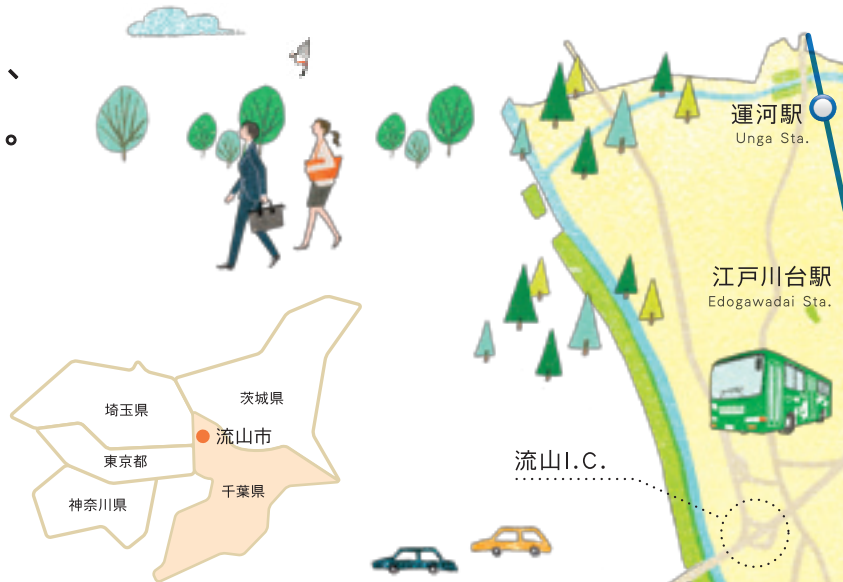 、
。
運河駅
Unga Sta.
江戸川台駅
Edogawadai Sta.
茨城県
埼玉県
流山市
東京都
千葉県
神奈川県
流山I.C.